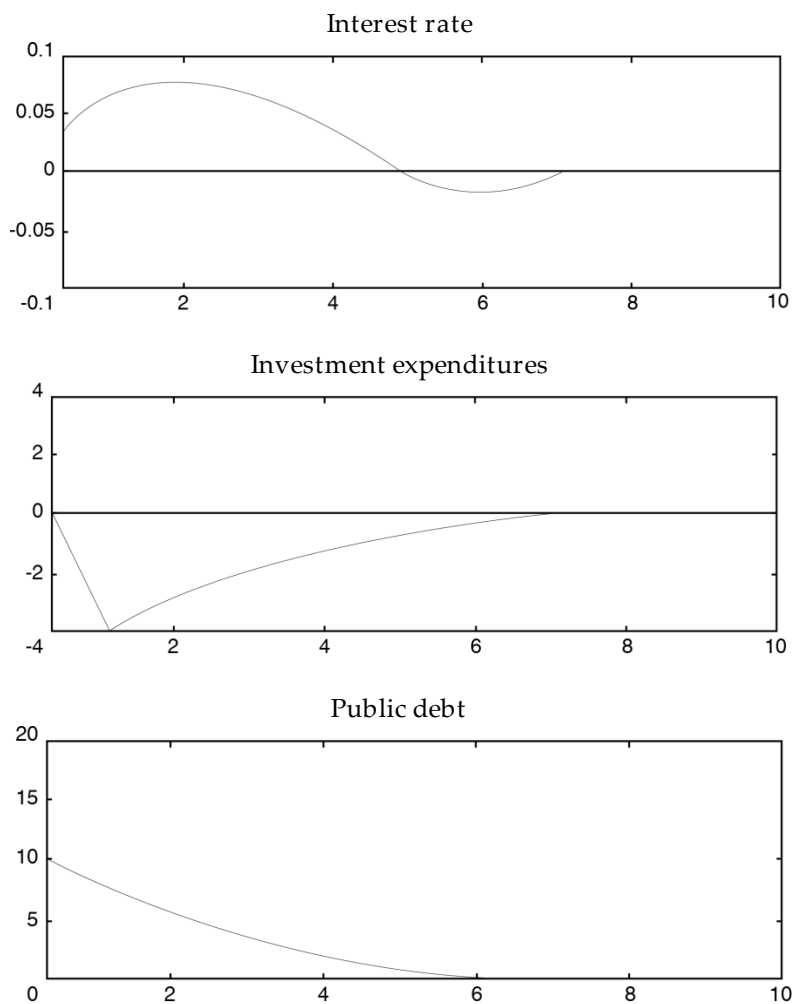 Interest rate
0.1
0.05
0
-0.05
-0.1
2 4 6 8 10
Investment expenditures
4
2
0
-2
-4
2 4 6 8 10
Public debt
20
15
10
5
0 2 4 6 8 10